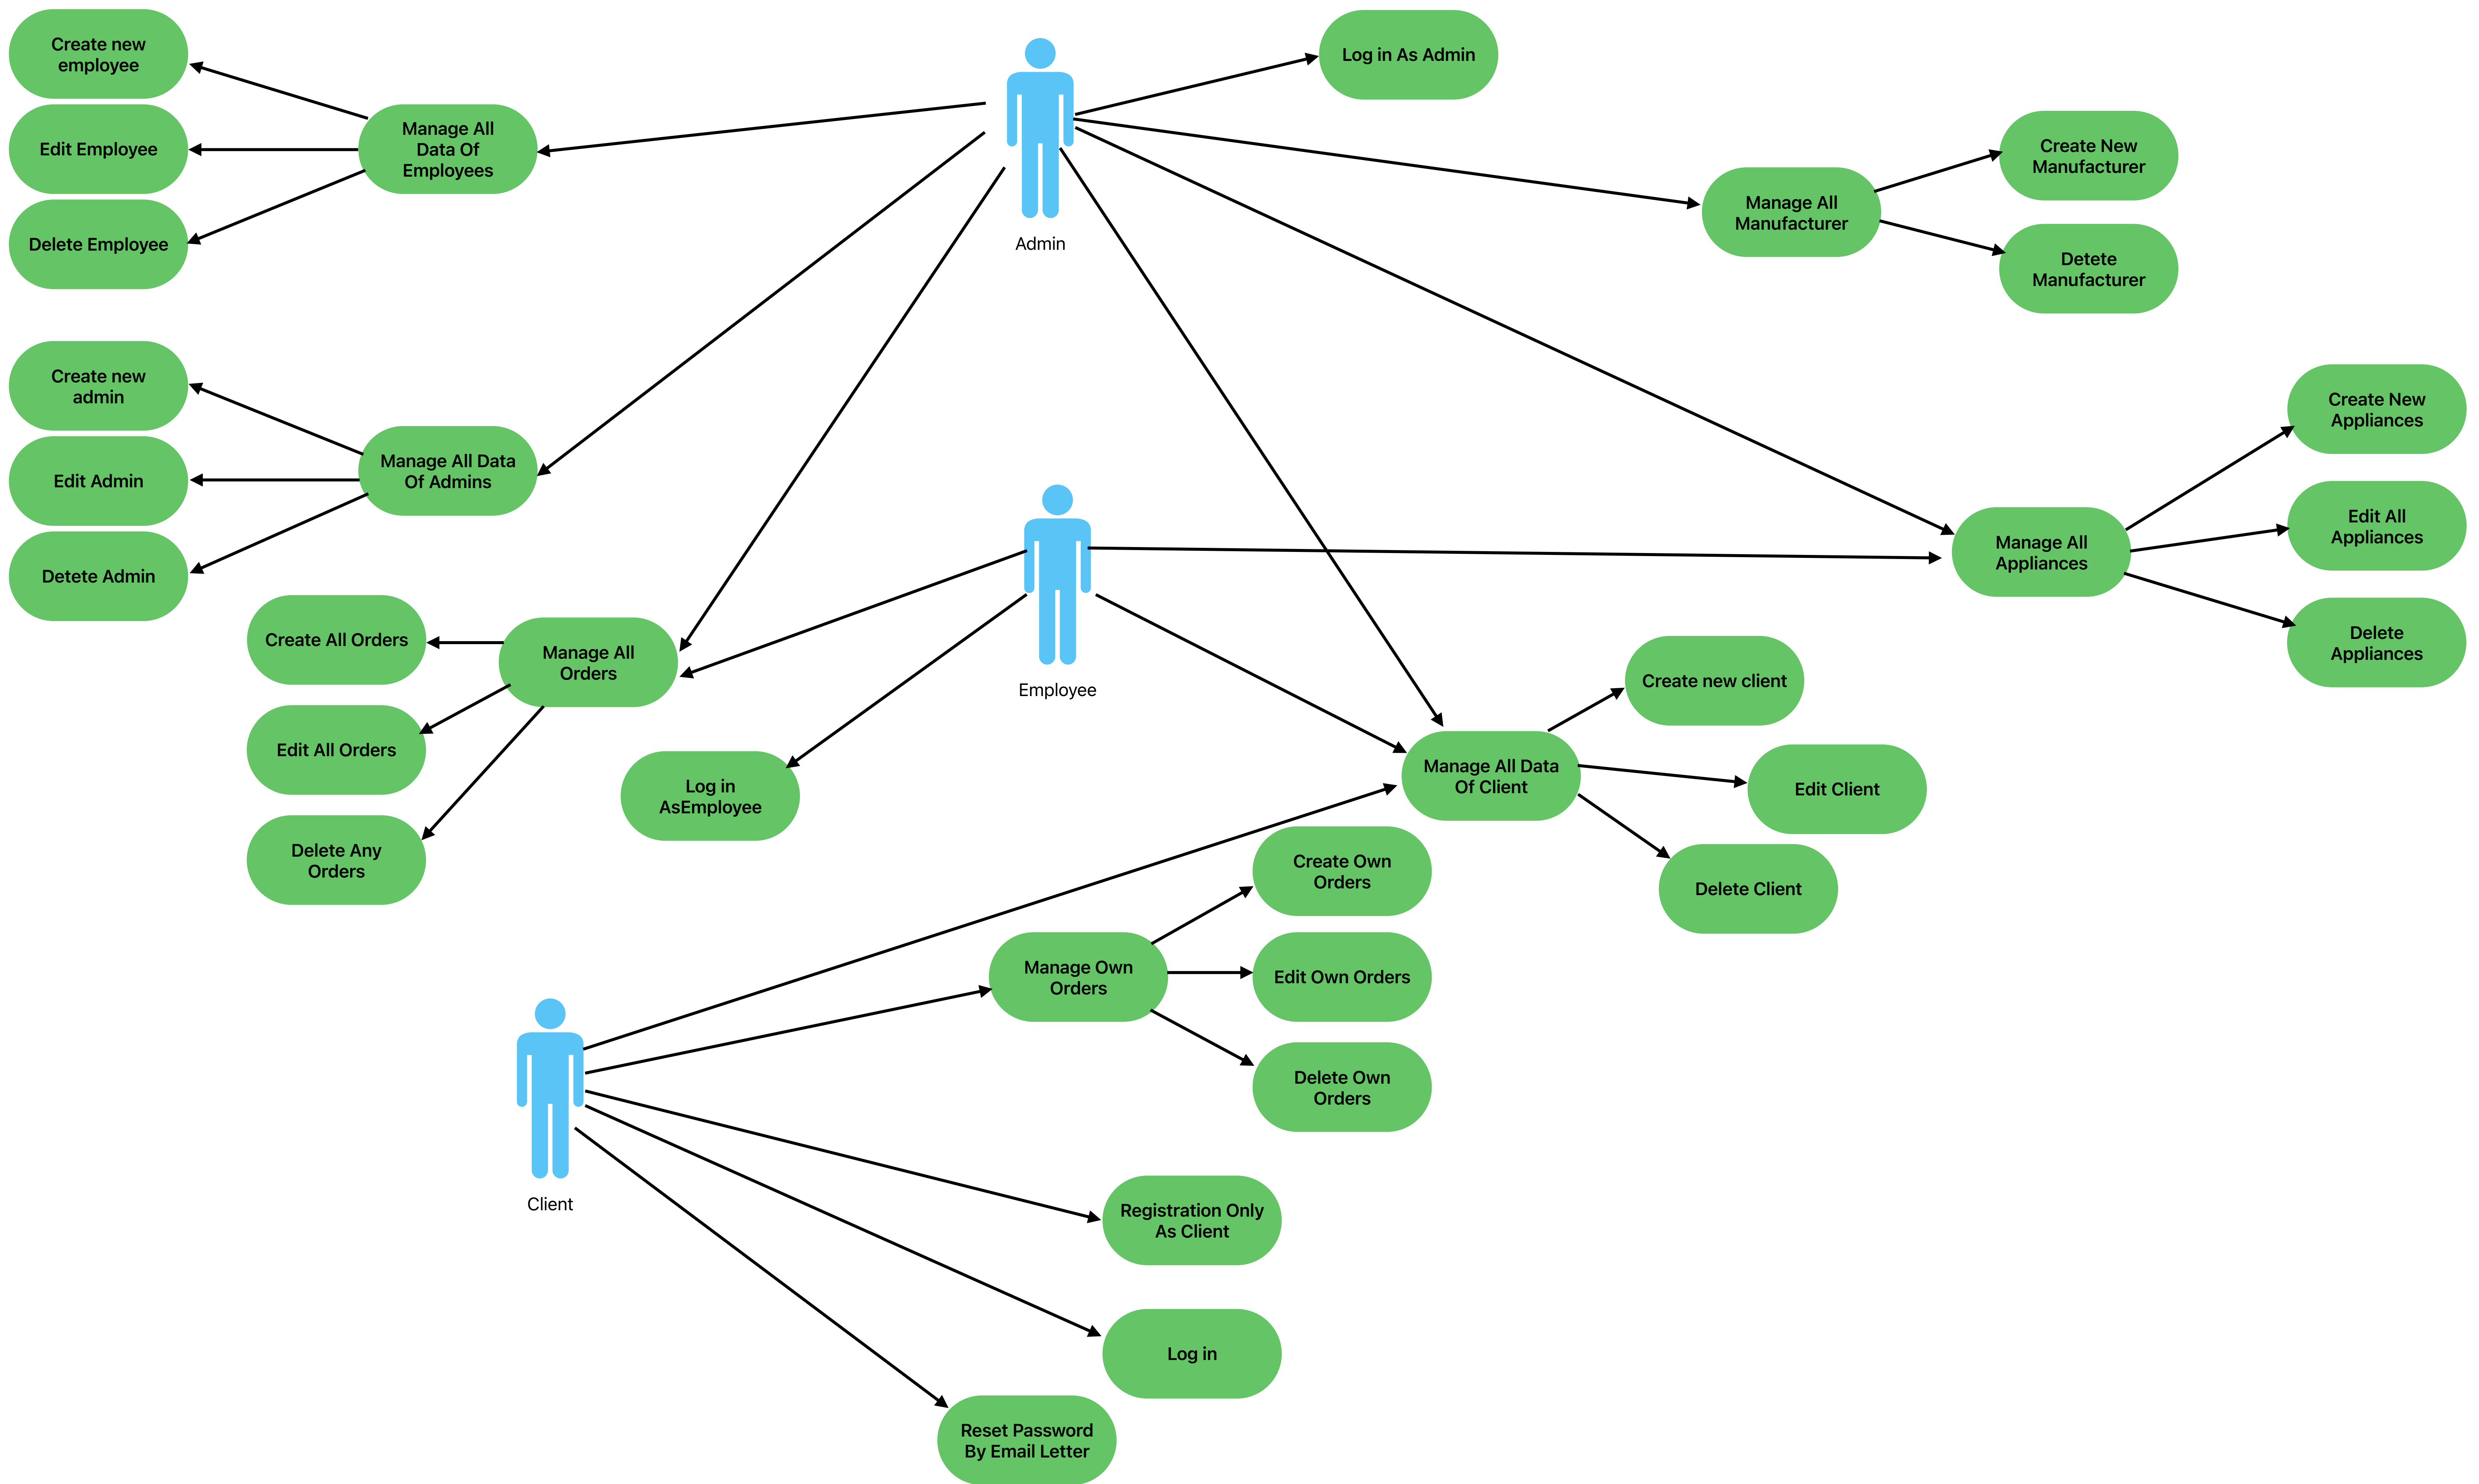 Create new
employee
Log in As Admin
Manage All
Data Of
Employees
Edit Employee
Create New
Manufacturer
Manage All
Manufacturer
Delete Employee
Admin
Detete
Manufacturer
Create new
admin
Create New
Appliances
Manage All Data
Of Admins
Edit Admin
Edit All
Appliances
Manage All
Appliances
Detete Admin
Create All Orders
Manage All
Orders
Delete
Appliances
Employee
Create new client
Edit All Orders
Log in
AsEmployee
Manage All Data
Of Client
Edit Client
Delete Any
Orders
Create Own
Orders
Delete Client
Manage Own
Orders
Edit Own Orders
Delete Own
Orders
Client
Registration Only
As Client
Log in
Reset Password
By Email Letter